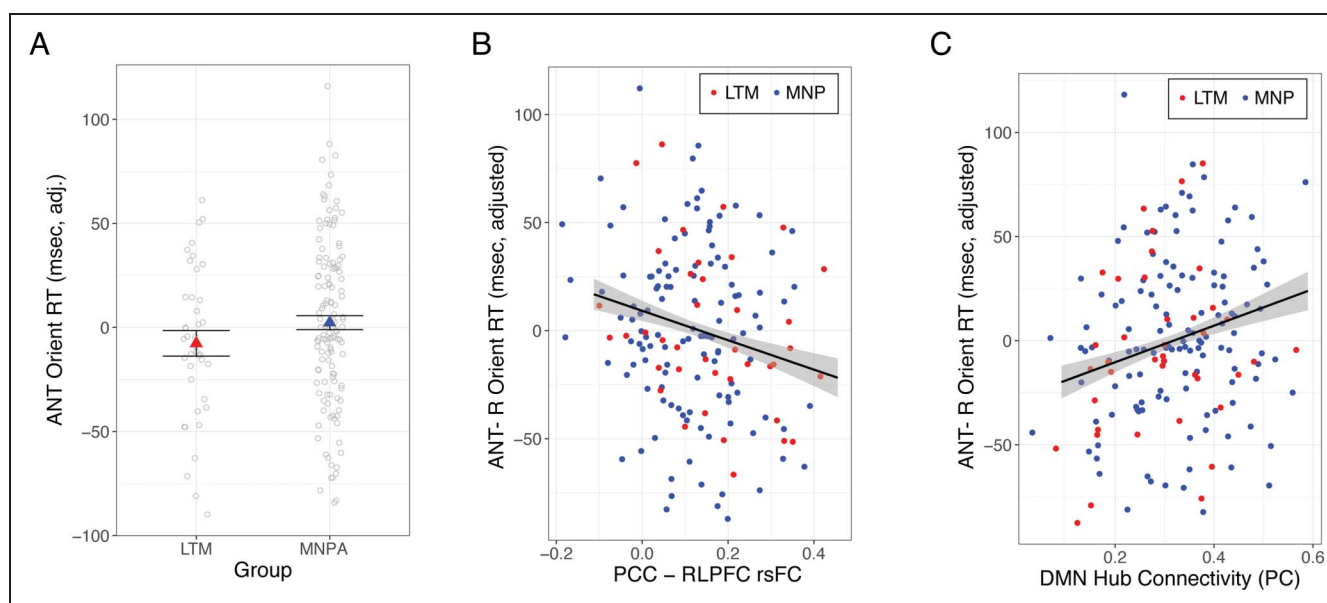 A
ANT Orient RT (msec, adj.)
100
50
0
−50
−100
LTM MNPA
Group
B
LTM MNP
ANT- R Orient RT (msec, adjusted)
100
50
0
−50
−0.2 0.0 0.2 0.4
PCC − RLPFC rsFC
C
LTM MNP
ANT- R Orient RT (msec, adjusted)
100
50
0
−50
0.2 0.4 0.6
DMN Hub Connectivity (PC)